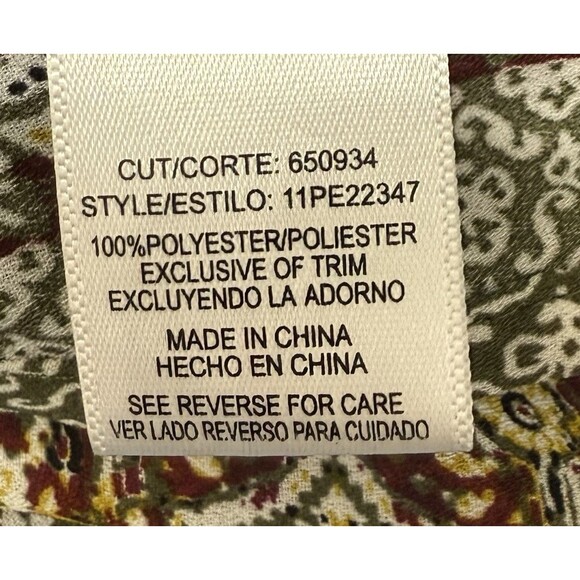 CUT/CORTE: 650934
STYLE/ESTILO: 11PE22347
100%POLYESTER/POLIESTER
EXCLUSIVE OF TRIM
EXCLUYENDO LA ADORNO
MADE IN CHINA
HECHO EN CHINA
SEE REVERSE FOR CARE
VER LADO REVERSO PARA CUIDADO